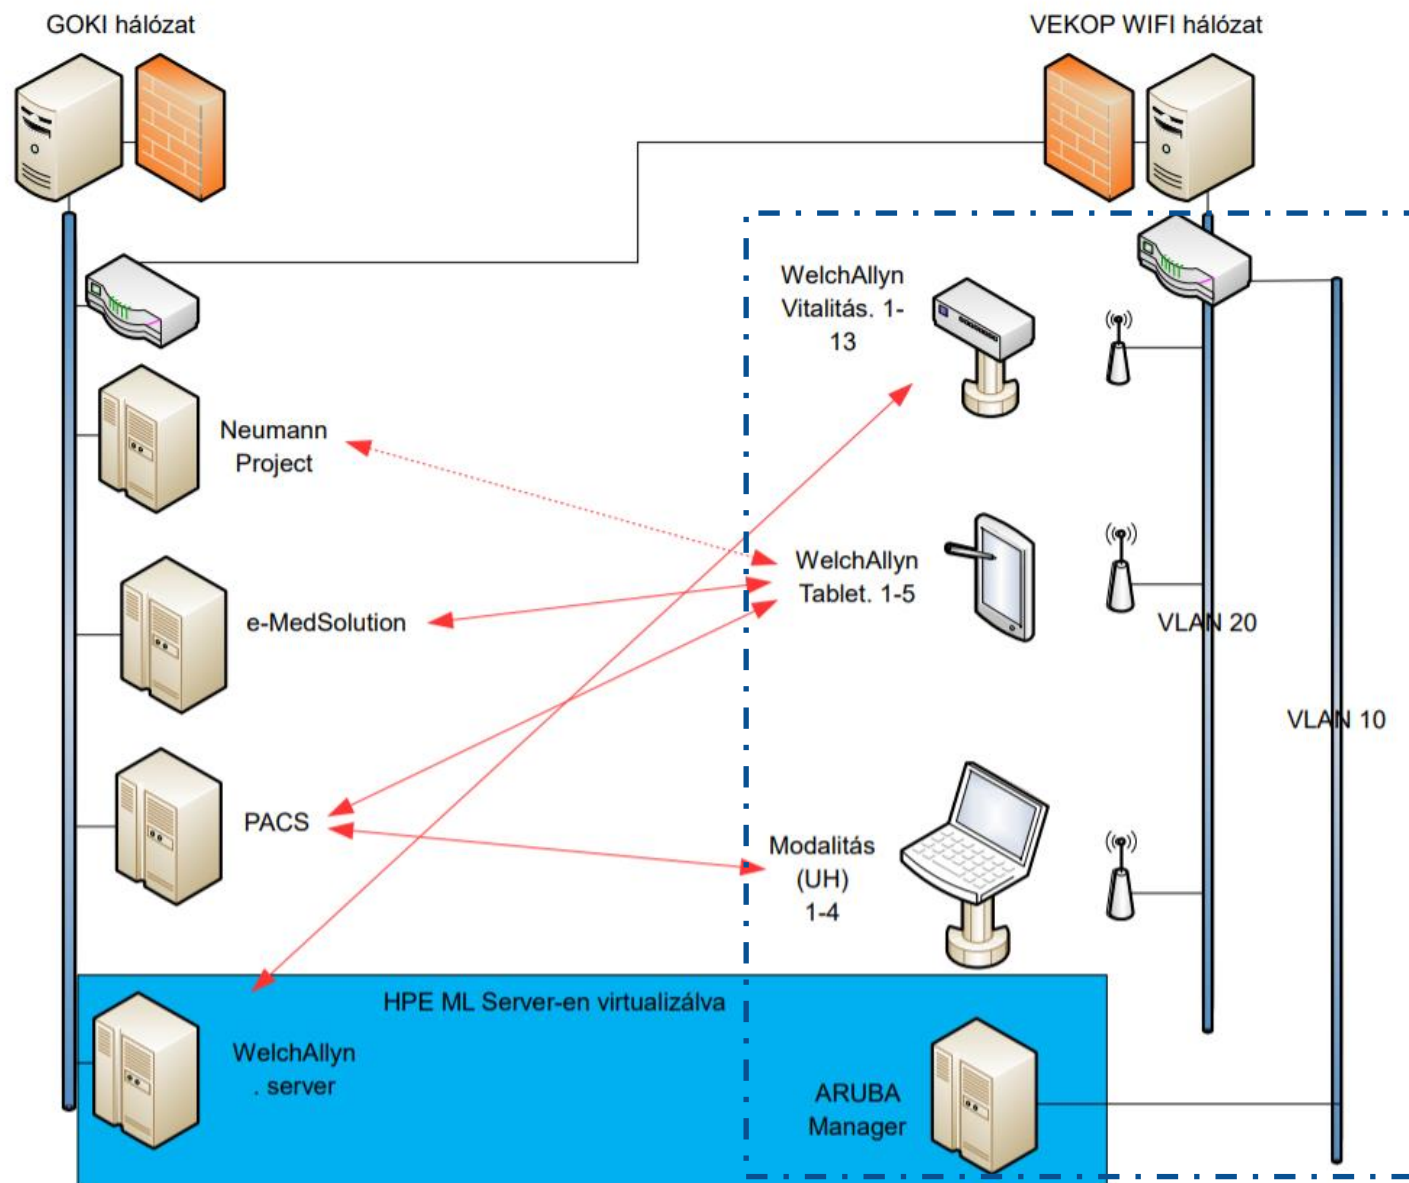 GOKI hálózat
VEKOP WIFI hálózat
WelchAllyn
Vitalitás. 1-
13
Neumann
Project
WelchAllyn
Tablet. 1-5
e-MedSolution
VLAN 20
VLAN 10
PACS
Modalitás
(UH)
1-4
HPE ML Server-en virtualizálva
WelchAllyn
. server
ARUBA
Manager